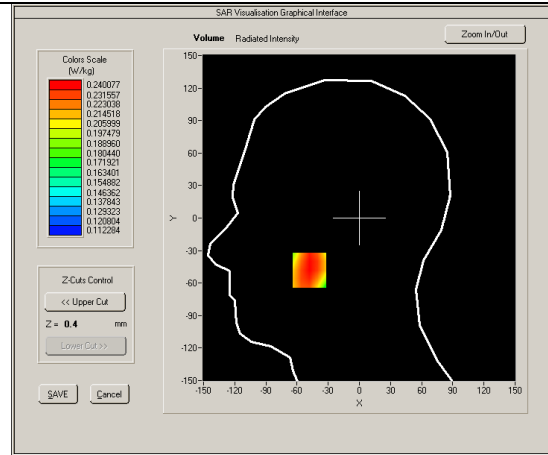 SAR Visualisation Graphical Interface
Volume Radiated Intensity
Zoom In/Out
Colors Scale
(W/kg)
0.240077
0.231557
0.223038
0.214518
0.205999
0.197479
0.188960
0.180440
0.171921
0.163401
0.154882
0.146362
0.137843
0.129323
0.120804
0.112284
Z-Cuts Control
<< Upper Cut
Z = 0.4 mm
Lower Cut >>
SAVE Cancel
Y
150
120
90
60
30
0
-30
-60
-90
-120
-150
-150 -120 -90 -60 -30 0 30 60 90 120 150
X